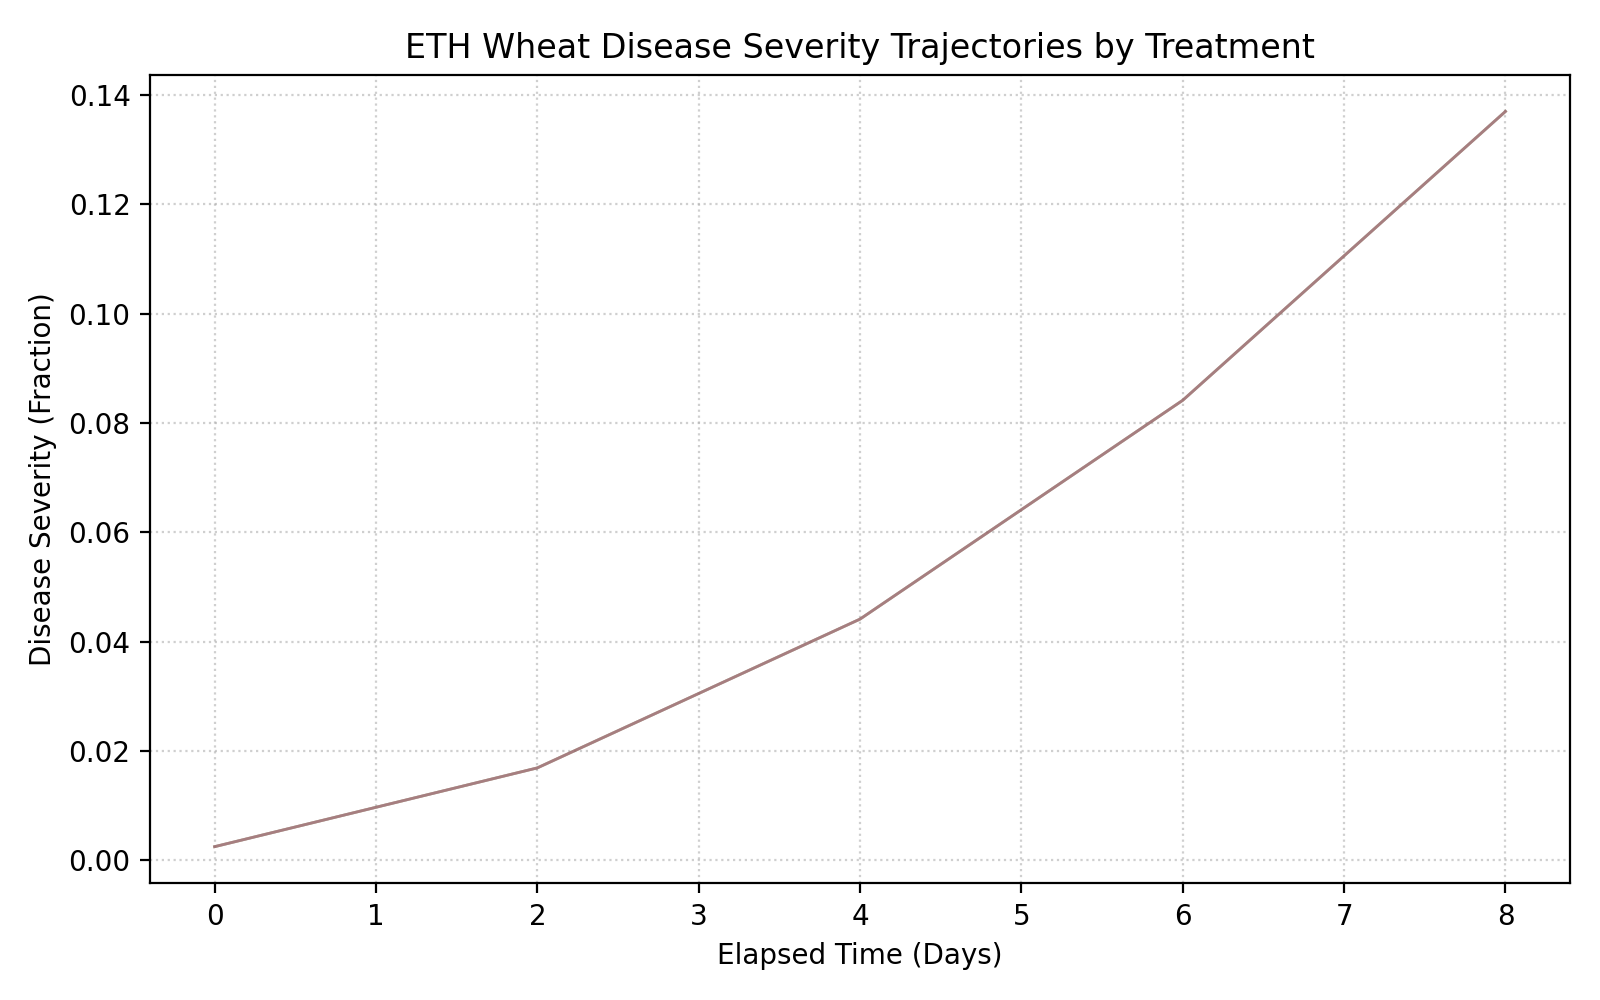 ETH Wheat Disease Severity Trajectories by Treatment
0.14
0.12
0.10
0.08
0.06
0.04
0.02
0.00
Disease Severity (Fraction)
0 1 2 3 4 5 6 7 8
Elapsed Time (Days)